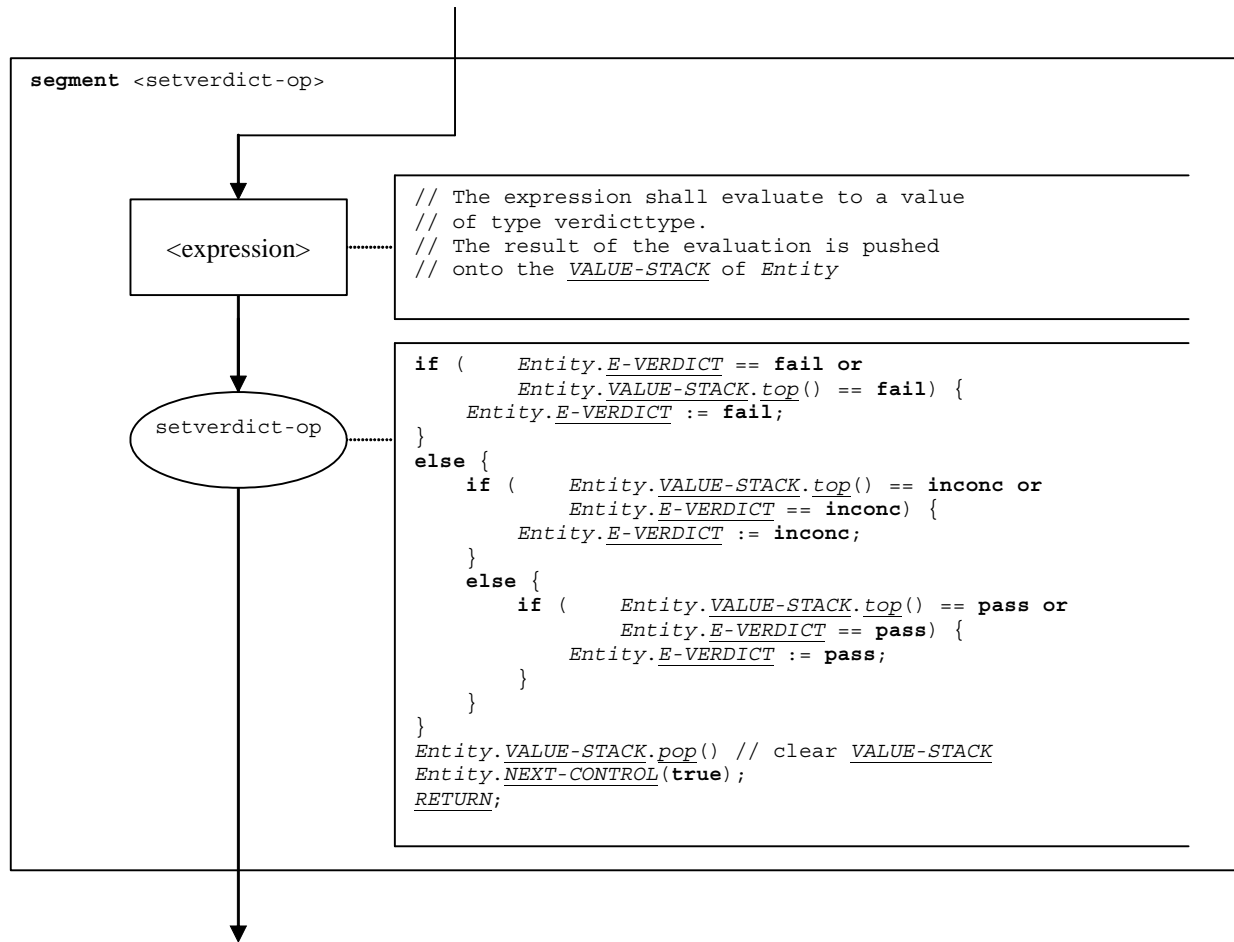 segment <setverdict-op>
<expression>
// The expression shall evaluate to a value
// of type verdicttype.
// The result of the evaluation is pushed
// onto the VALUE-STACK of Entity
setverdict-op
if ( Entity.E-VERDICT == fail or
Entity.VALUE-STACK.top() == fail) {
Entity.E-VERDICT := fail;
}
else {
if ( Entity.VALUE-STACK.top() == inconc or
Entity.E-VERDICT == inconc) {
Entity.E-VERDICT := inconc;
}
else {
if ( Entity.VALUE-STACK.top() == pass or
Entity.E-VERDICT == pass) {
Entity.E-VERDICT := pass;
}
}
}
Entity.VALUE-STACK.pop() // clear VALUE-STACK
Entity.NEXT-CONTROL(true);
RETURN;